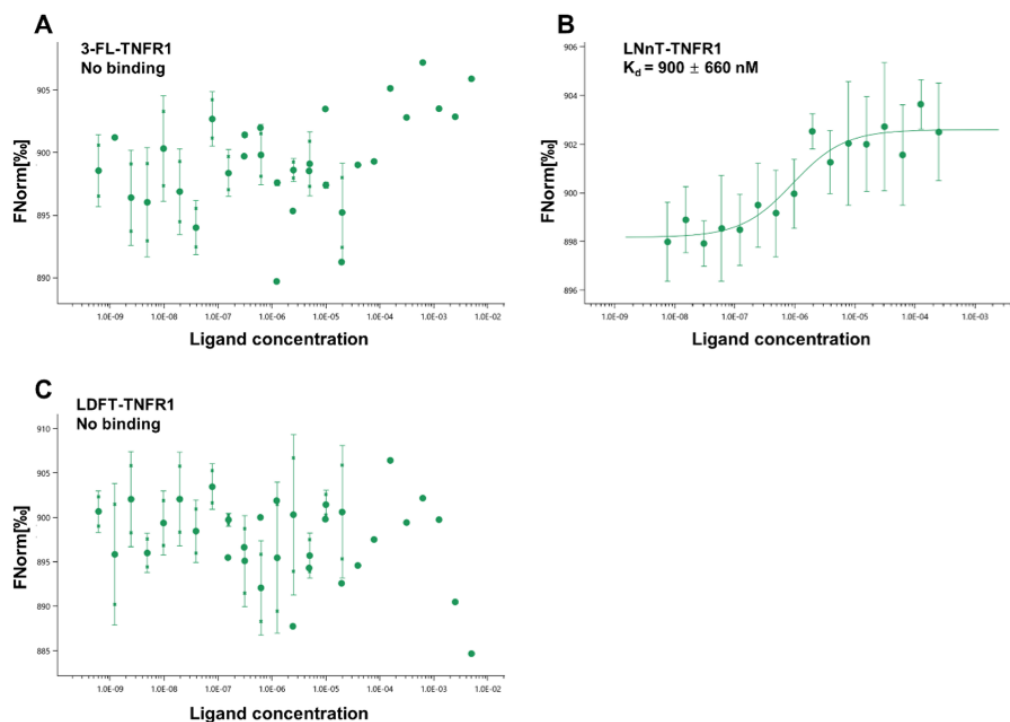 A
3-FL-TNFR1
No binding
FNorm[‰]
905
900
895
890
1.0E-09 1.0E-08 1.0E-07 1.0E-06 1.0E-05 1.0E-04 1.0E-03 1.0E-02
Ligand concentration
B
LNnT-TNFR1
Kd = 900 ± 660 nM
FNorm[‰]
906
904
902
900
898
896
1.0E-09 1.0E-08 1.0E-07 1.0E-06 1.0E-05 1.0E-04 1.0E-03
Ligand concentration
C
LDFT-TNFR1
No binding
FNorm[‰]
910
905
900
895
890
885
1.0E-09 1.0E-08 1.0E-07 1.0E-06 1.0E-05 1.0E-04 1.0E-03 1.0E-02
Ligand concentration